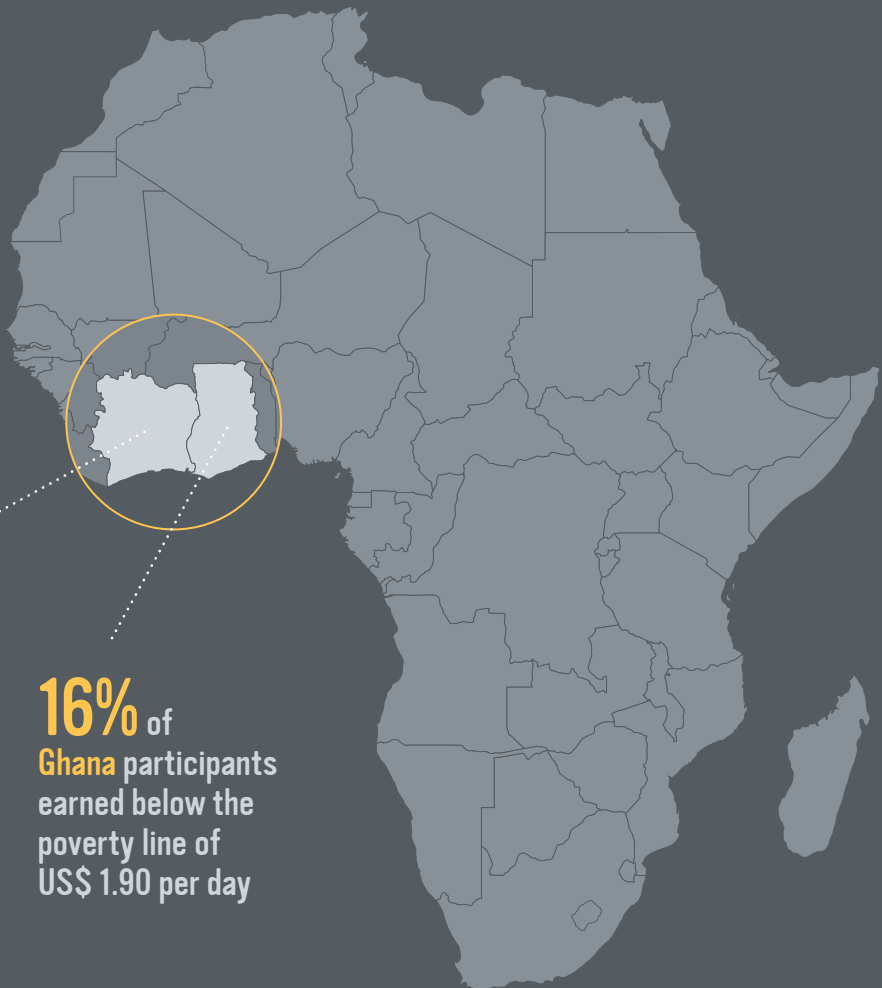 16% of
Ghana participants
earned below the
poverty line of
US$ 1.90 per day